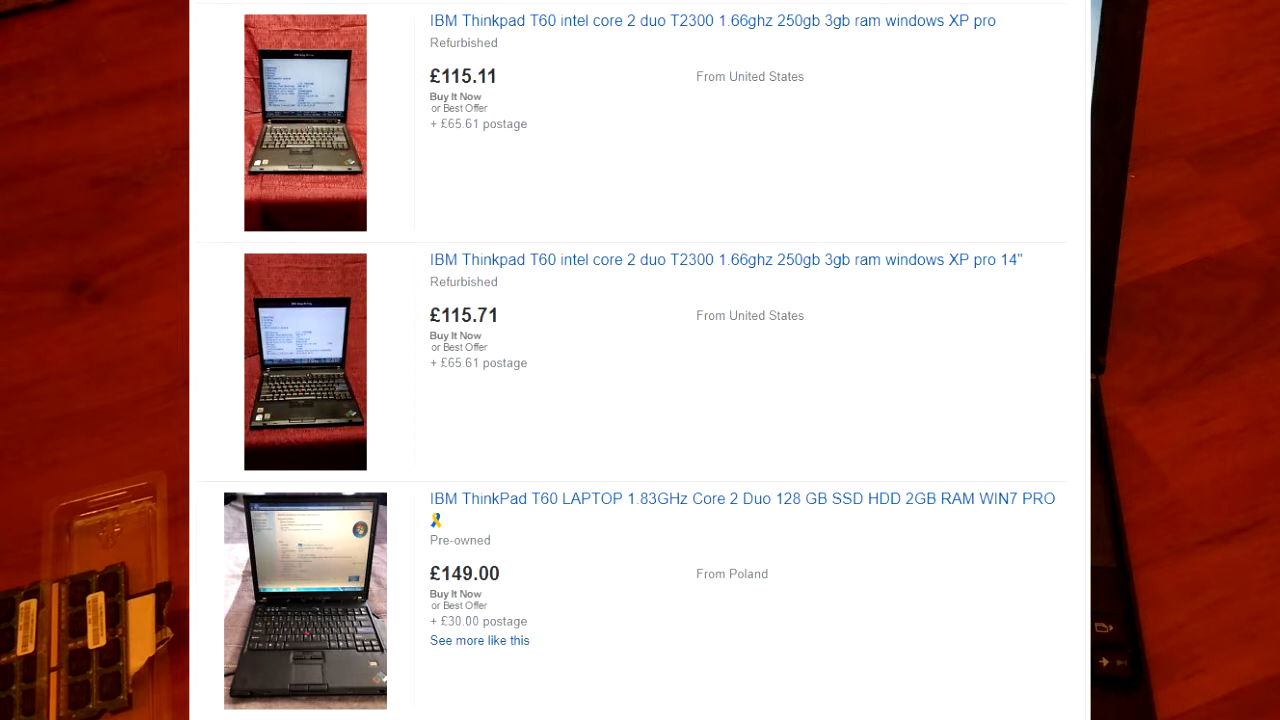 IBM Thinkpad T60 intel core 2 duo T2300 1.66ghz 250gb 3gb ram windows XP pro
Refurbished
£115.11
From United States
Buy It Now
or Best Offer
+ £65.61 postage
IBM Thinkpad T60 intel core 2 duo T2300 1.66ghz 250gb 3gb ram windows XP pro 14"
Refurbished
£115.71
From United States
Buy It Now
or Best Offer
+ £65.61 postage
IBM ThinkPad T60 LAPTOP 1.83GHz Core 2 Duo 128 GB SSD HDD 2GB RAM WIN7 PRO
Pre-owned
£149.00
From Poland
Buy It Now
or Best Offer
+ £30.00 postage
See more like this